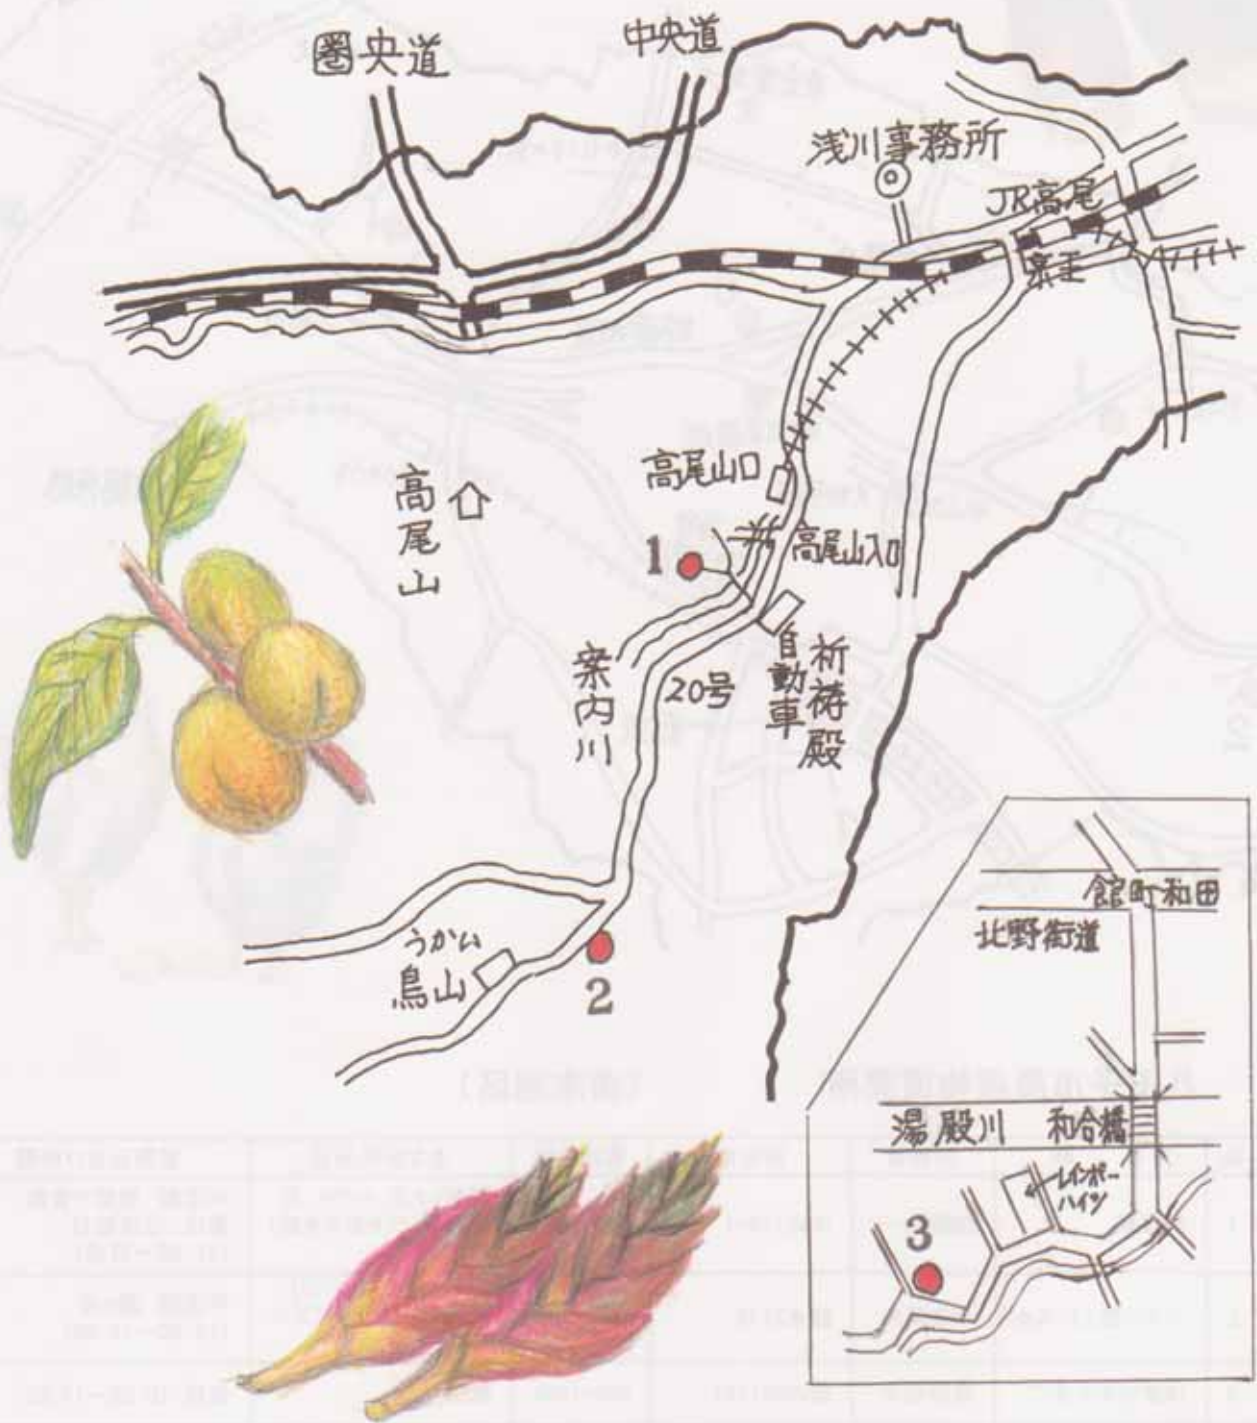 圏央道
中央道
浅川事務所
JR高尾
京王
高尾山口
高尾山
1
高尾山入口
案内川
20号
自動車
祈祷殿
うかい
鳥山
2
館町和田
北野街道
湯殿川
和合橋
レインボー
ハイツ
3